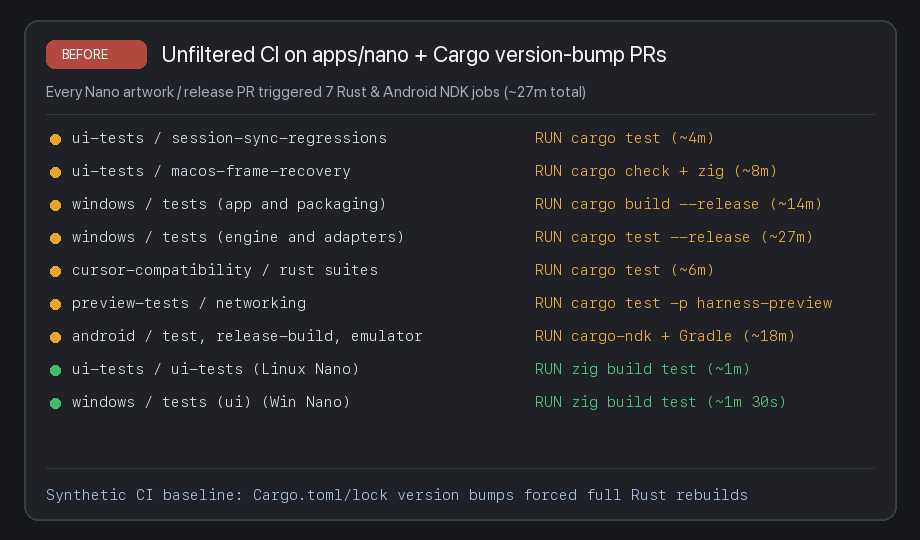 BEFORE Unfiltered CI on apps/nano + Cargo version-bump PRs
Every Nano artwork / release PR triggered 7 Rust & Android NDK jobs (~27m total)
ui-tests / session-sync-regressions RUN cargo test (~4m)
ui-tests / macos-frame-recovery RUN cargo check + zig (~8m)
windows / tests (app and packaging) RUN cargo build --release (~14m)
windows / tests (engine and adapters) RUN cargo test --release (~27m)
cursor-compatibility / rust suites RUN cargo test (~6m)
preview-tests / networking RUN cargo test -p harness-preview
android / test, release-build, emulator RUN cargo-ndk + Gradle (~18m)
ui-tests / ui-tests (Linux Nano) RUN zig build test (~1m)
windows / tests (ui) (Win Nano) RUN zig build test (~1m 30s)
Synthetic CI baseline: Cargo.toml/lock version bumps forced full Rust rebuilds